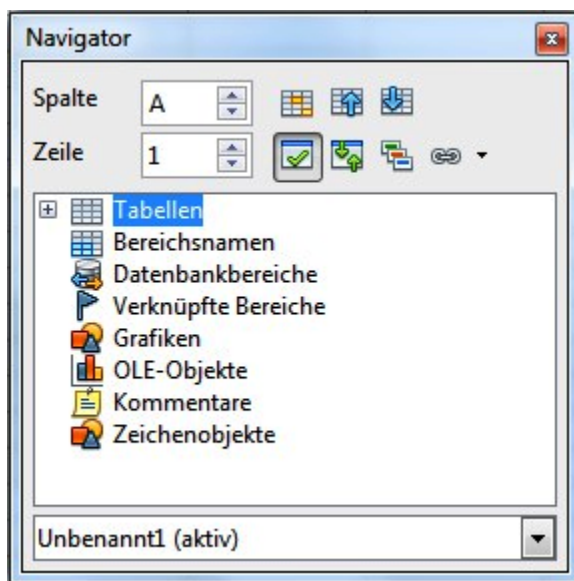 Navigator
Spalte A
Zeile 1
Tabellen
Bereichsnamen
Datenbankbereiche
Verknüpfte Bereiche
Grafiken
OLE-Objekte
Kommentare
Zeichenobjekte
Unbenannt1 (aktiv)